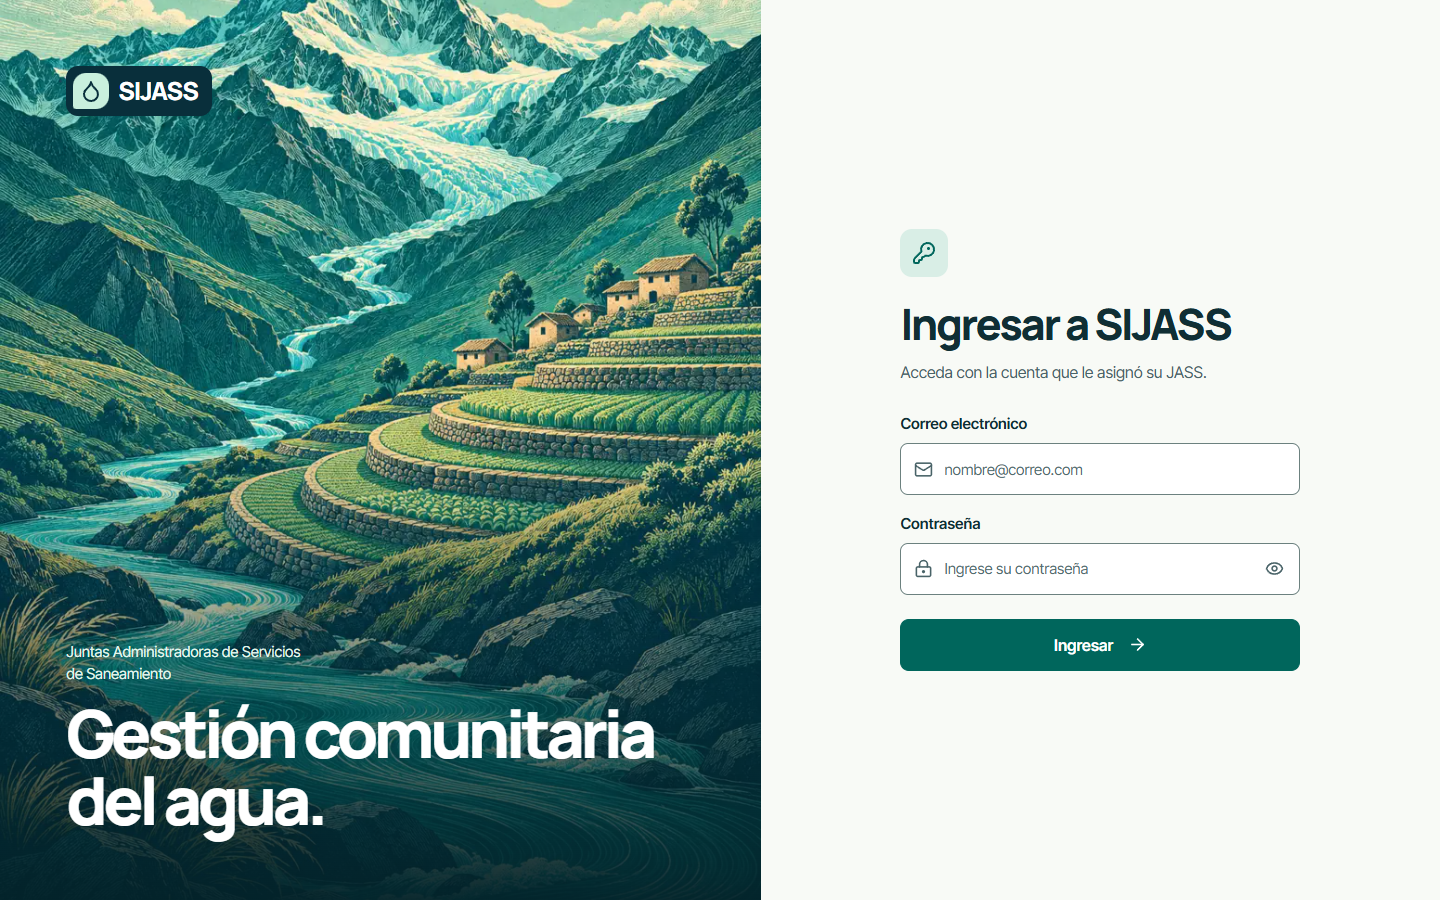 SIJASS
Juntas Administradoras de Servicios
de Saneamiento
Gestión comunitaria
del agua.
Ingresar a SIJASS
Acceda con la cuenta que le asignó su JASS.
Correo electrónico
nombre@correo.com
Contraseña
Ingrese su contraseña
Ingresar